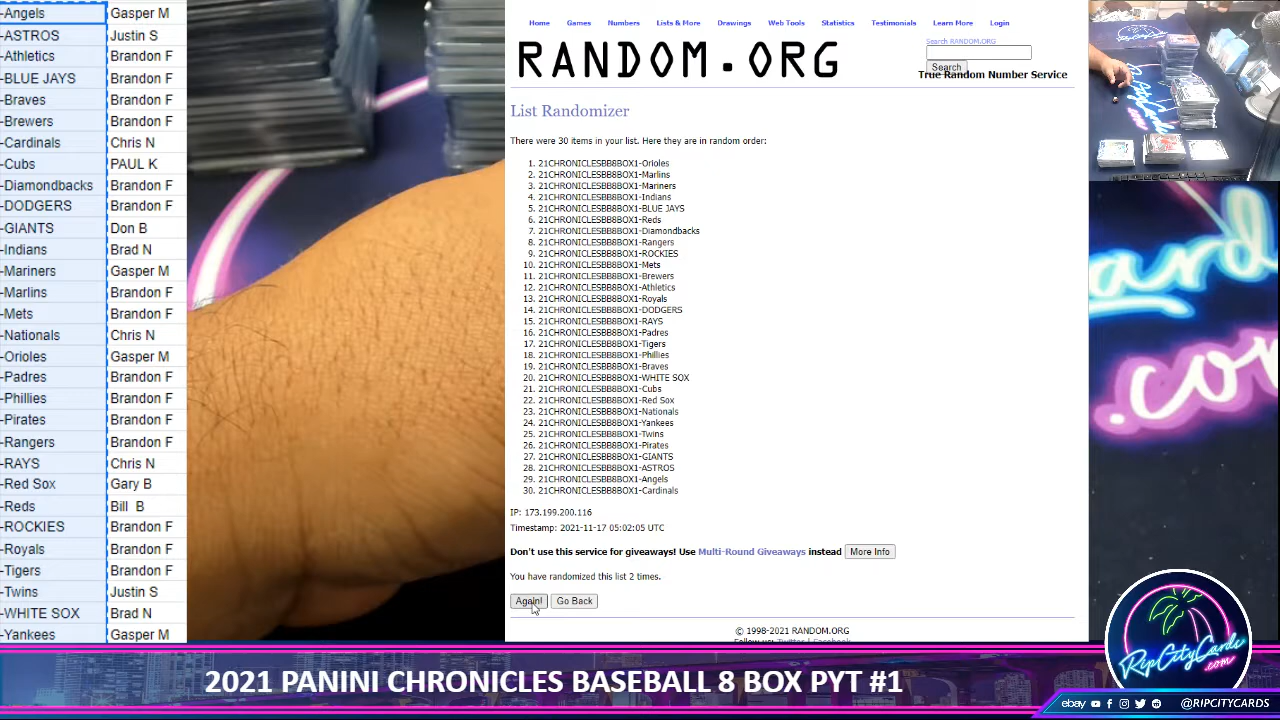 -Angels Gasper M
-ASTROS Justin S
-Athletics Brandon F
-BLUE JAYS Brandon F
-Braves Brandon F
-Brewers Brandon F
-Cardinals Chris N
-Cubs PAUL K
-Diamondbacks Brandon F
-DODGERS Brandon F
-GIANTS Don B
-Indians Brad N
-Mariners Gasper M
-Marlins Brandon F
-Mets Brandon F
-Nationals Chris N
-Orioles Gasper M
-Padres Brandon F
-Phillies Brandon F
-Pirates Brandon F
-Rangers Brandon F
-RAYS Chris N
-Red Sox Gary B
-Reds Bill B
-ROCKIES Brandon F
-Royals Brandon F
-Tigers Brandon F
-Twins Justin S
-WHITE SOX Brad N
-Yankees Gasper M
Home Games Numbers Lists & More Drawings Web Tools Statistics Testimonials Learn More Login
RANDOM.ORG
Search RANDOM.ORG
Search
True Random Number Service
List Randomizer
There were 30 items in your list. Here they are in random order:
1. 21CHRONICLESBB8BOX1-Orioles
2. 21CHRONICLESBB8BOX1-Marlins
3. 21CHRONICLESBB8BOX1-Mariners
4. 21CHRONICLESBB8BOX1-Indians
5. 21CHRONICLESBB8BOX1-BLUE JAYS
6. 21CHRONICLESBB8BOX1-Reds
7. 21CHRONICLESBB8BOX1-Diamondbacks
8. 21CHRONICLESBB8BOX1-Rangers
9. 21CHRONICLESBB8BOX1-ROCKIES
10. 21CHRONICLESBB8BOX1-Mets
11. 21CHRONICLESBB8BOX1-Brewers
12. 21CHRONICLESBB8BOX1-Athletics
13. 21CHRONICLESBB8BOX1-Royals
14. 21CHRONICLESBB8BOX1-DODGERS
15. 21CHRONICLESBB8BOX1-RAYS
16. 21CHRONICLESBB8BOX1-Padres
17. 21CHRONICLESBB8BOX1-Tigers
18. 21CHRONICLESBB8BOX1-Phillies
19. 21CHRONICLESBB8BOX1-Braves
20. 21CHRONICLESBB8BOX1-WHITE SOX
21. 21CHRONICLESBB8BOX1-Cubs
22. 21CHRONICLESBB8BOX1-Red Sox
23. 21CHRONICLESBB8BOX1-Nationals
24. 21CHRONICLESBB8BOX1-Yankees
25. 21CHRONICLESBB8BOX1-Twins
26. 21CHRONICLESBB8BOX1-Pirates
27. 21CHRONICLESBB8BOX1-GIANTS
28. 21CHRONICLESBB8BOX1-ASTROS
29. 21CHRONICLESBB8BOX1-Angels
30. 21CHRONICLESBB8BOX1-Cardinals
IP: 173.199.200.116
Timestamp: 2021-11-17 05:02:05 UTC
Don't use this service for giveaways! Use Multi-Round Giveaways instead More Info
You have randomized this list 2 times.
Again! Go Back
© 1998-2021 RANDOM.ORG
Follow us: Twitter | Facebook
.co
2021 PANINI CHRONICLES BASEBALL 8 BOX PYT #1
RipCityCards
.com
ebay @RIPCITYCARDS